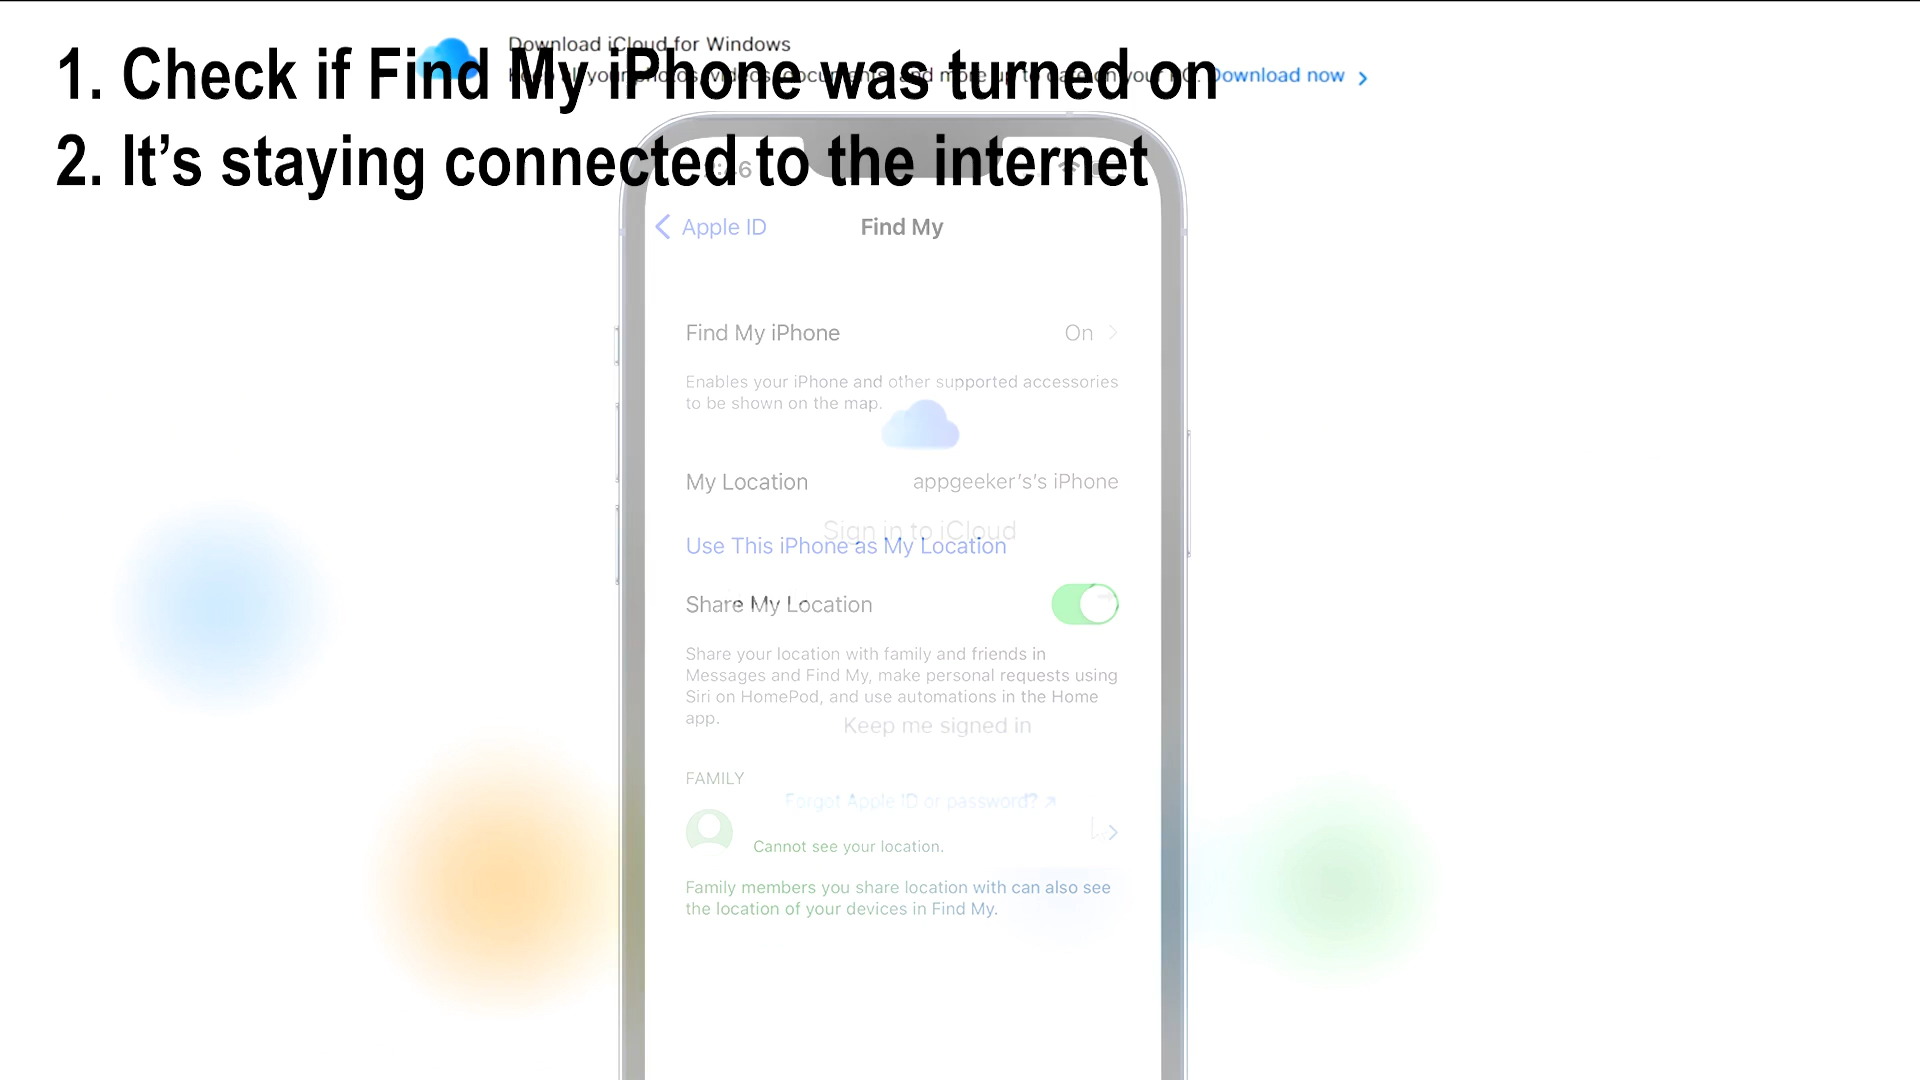 Download iCloud for Windows
1. Check if Find My iPhone was turned on
Download now
2. It's staying connected to the internet
Apple ID
Find My
Find My iPhone
On
Enables your iPhone and other supported accessories
to be shown on the map.
My Location
appgeeker's's iPhone
Sign in to iCloud
Use This iPhone as My Location
Share My Location
Share your location with family and friends in
Messages and Find My, make personal requests using
Siri on HomePod, and use automations in the Home
app.
Keep me signed in
FAMILY
Forgot Apple ID or password?
Cannot see your location.
Family members you share location with can also see
the location of your devices in Find My.